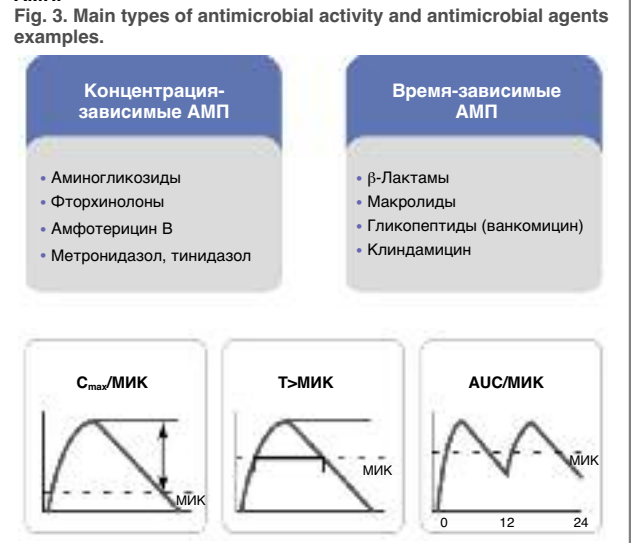 Fig. 3. Main types of antimicrobial activity and antimicrobial agents
examples.
Концентрация-
зависимые АМП
• Аминогликозиды
• Фторхинолоны
• Амфотерицин В
• Метронидазол, тинидазол
Время-зависимые
АМП
• β-Лактамы
• Макролиды
• Гликопептиды (ванкомицин)
• Клиндамицин
Cmax/МИК
МИК
T>МИК
МИК
AUC/МИК
МИК
0 12 24